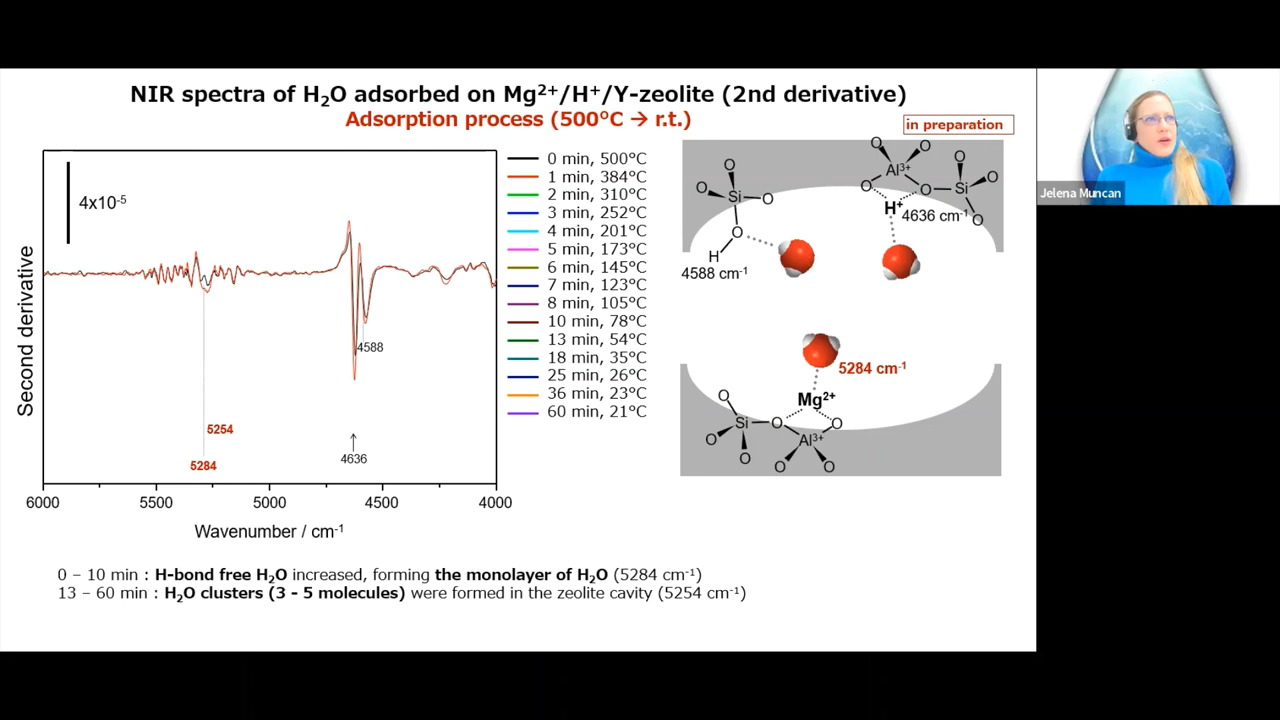 NIR spectra of H2O adsorbed on Mg2+/H+/Y-zeolite (2nd derivative)
Adsorption process (500°C → r.t.)
in preparation
Jelena Muncan
4x10-5
Second derivative
4588
5254
5284
↑
4636
6000 5500 5000 4500 4000
Wavenumber / cm-1
0 min, 500°C
1 min, 384°C
2 min, 310°C
3 min, 252°C
4 min, 201°C
5 min, 173°C
6 min, 145°C
7 min, 123°C
8 min, 105°C
10 min, 78°C
13 min, 54°C
18 min, 35°C
25 min, 26°C
36 min, 23°C
60 min, 21°C
O
O Si O
O
H
4588 cm-1
O O
Al3+ O
O O Si O
H+ 4636 cm-1 O
5284 cm-1
Mg2+
O
Si O O
O Al3+
O O O
0 – 10 min : H-bond free H2O increased, forming the monolayer of H2O (5284 cm-1)
13 – 60 min : H2O clusters (3 - 5 molecules) were formed in the zeolite cavity (5254 cm-1)